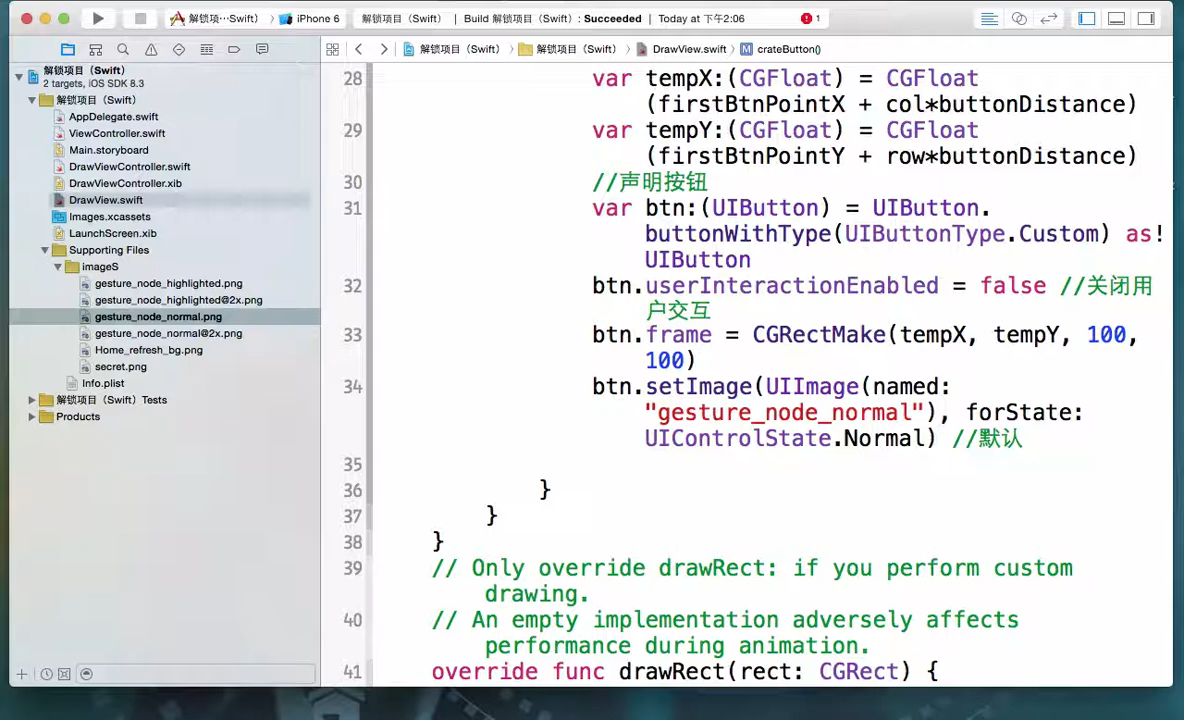 解锁项···Swift）
iPhone 6
解锁项目（Swift）
Build 解锁项目（Swift）: Succeeded
Today at 下午2:06
1
解锁项目（Swift）
解锁项目（Swift）
DrawView.swift
M
crateButton()
解锁项目（Swift）
2 targets, iOS SDK 8.3
解锁项目（Swift）
AppDelegate.swift
ViewController.swift
Main.storyboard
DrawViewController.swift
DrawViewController.xib
DrawView.swift
Images.xcassets
LaunchScreen.xib
Supporting Files
imageS
gesture_node_highlighted.png
gesture_node_highlighted@2x.png
gesture_node_normal.png
gesture_node_normal@2x.png
Home_refresh_bg.png
secret.png
Info.plist
解锁项目（Swift）Tests
Products
28 var tempX:(CGFloat) = CGFloat
(firstBtnPointX + col*buttonDistance)
29 var tempY:(CGFloat) = CGFloat
(firstBtnPointY + row*buttonDistance)
30 //声明按钮
31 var btn:(UIButton) = UIButton.
buttonWithType(UIButtonType.Custom) as!
UIButton
32 btn.userInteractionEnabled = false //关闭用
户交互
33 btn.frame = CGRectMake(tempX, tempY, 100,
100)
34 btn.setImage(UIImage(named:
"gesture_node_normal"), forState:
UIControlState.Normal) //默认
35
36 }
37 }
38 }
39 // Only override drawRect: if you perform custom
drawing.
40 // An empty implementation adversely affects
performance during animation.
41 override func drawRect(rect: CGRect) {